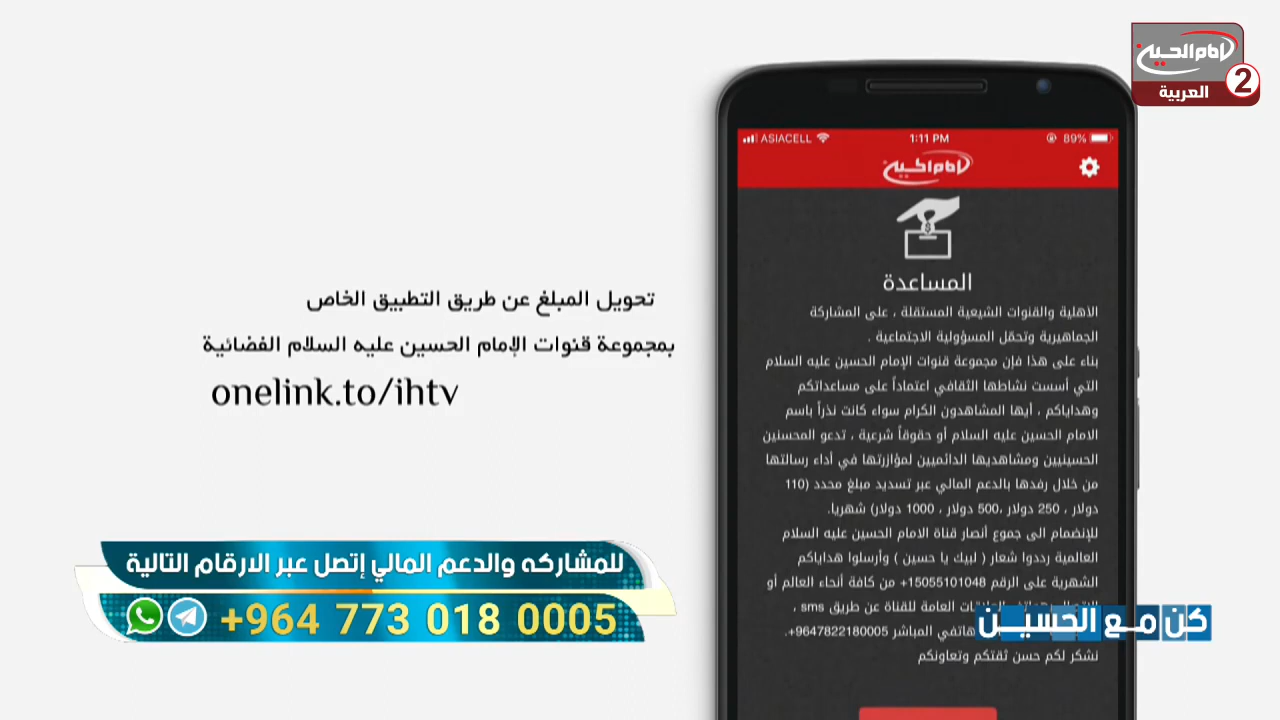 الامام الحسين
2
العربية
ASIACELL
1:11 PM
89%
الامام الحسين
المساعدة
الاهلية والقنوات الشيعية المستقلة ، على المشاركة
الجماهيرية وتحمّل المسؤولية الاجتماعية .
بناء على هذا فإن مجموعة قنوات الإمام الحسين عليه السلام
التي أسست نشاطها الثقافي اعتماداً على مساعداتكم
وهداياكم ، أيها المشاهدون الكرام سواء كانت نذراً باسم
الامام الحسين عليه السلام أو حقوقاً شرعية ، تدعو المحسنين
الحسينيين ومشاهديها الدائميين لمؤازرتها في أداء رسالتها
من خلال رفدها بالدعم المالي عبر تسديد مبلغ محدد (110
دولار ، 250 دولار ،500 دولار ، 1000 دولار) شهريا.
للإنضمام الى جموع أنصار قناة الامام الحسين عليه السلام
العالمية رددوا شعار ( لبيك يا حسين ) وأرسلوا هداياكم
الشهرية على الرقم 15055101048+ من كافة أنحاء العالم أو
العامة للقناة عن طريق sms ،
هاتفي المباشر 9647822180005+.
نشكر لكم حسن ثقتكم وتعاونكم
تحويل المبلغ عن طريق التطبيق الخاص
بمجموعة قنوات الإمام الحسين عليه السلام الفضائية
onelink.to/ihtv
للمشاركه والدعم المالي إتصل عبر الارقام التالية
+964 773 018 0005
كن مع الحسين